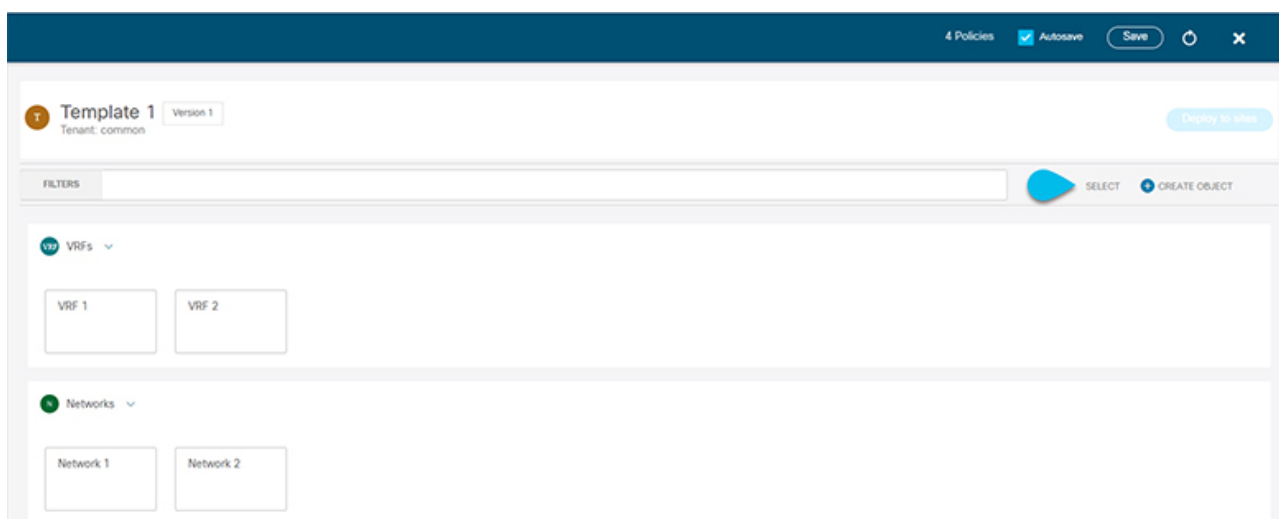 4 Policies Autosave Save
T Template 1 Version 1
Tenant: common
Deploy to sites
FILTERS SELECT CREATE OBJECT
VRF VRFs
VRF 1 VRF 2
N Networks
Network 1 Network 2